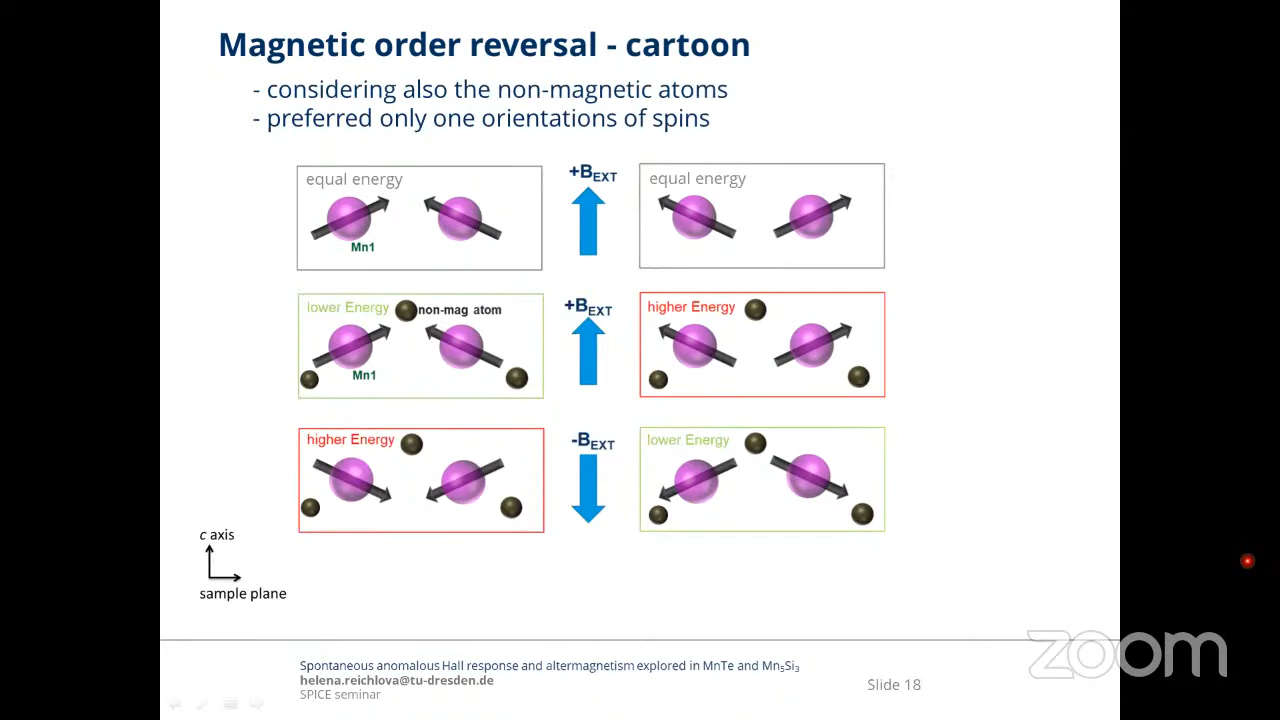 Magnetic order reversal - cartoon
- considering also the non-magnetic atoms
- preferred only one orientations of spins
equal energy
Mn1
+BEXT
equal energy
lower Energy
non-mag atom
Mn1
+BEXT
higher Energy
higher Energy
-BEXT
lower Energy
c axis
sample plane
Spontaneous anomalous Hall response and altermagnetism explored in MnTe and Mn5Si3
helena.reichlova@tu-dresden.de
SPICE seminar
Slide 18
zoom